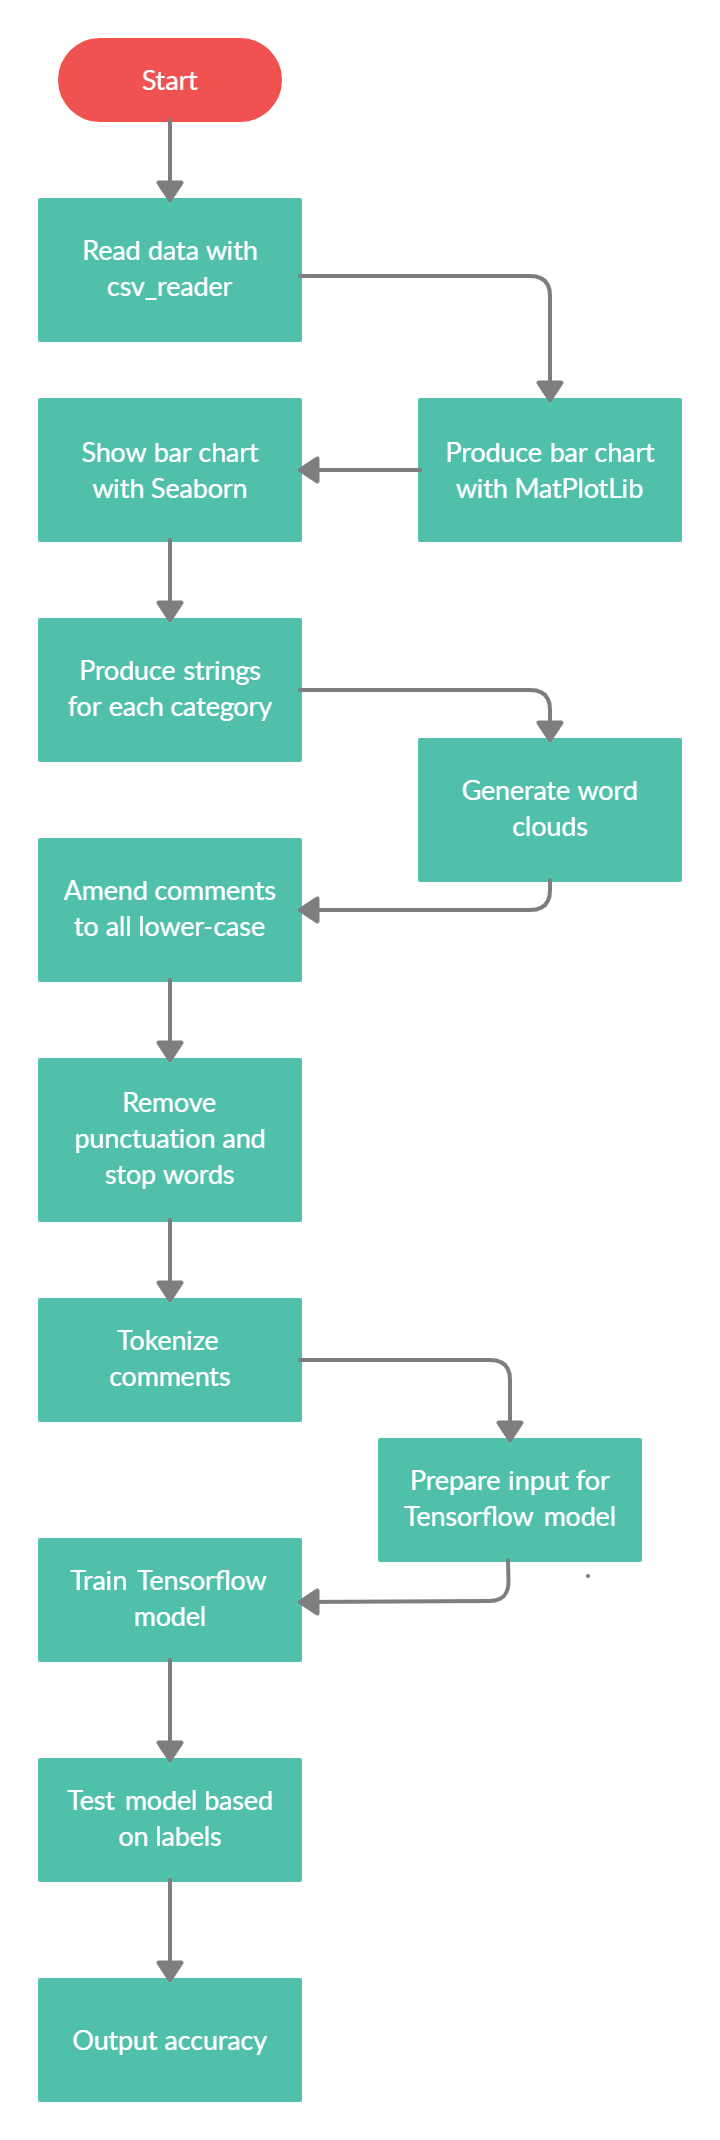 Start
Read data with
csv_reader
Produce bar chart
with MatPlotLib
Show bar chart
with Seaborn
Produce strings
for each category
Generate word
clouds
Amend comments
to all lower-case
Remove
punctuation and
stop words
Tokenize
comments
Prepare input for
Tensorflow model
Train Tensorflow
model
Test model based
on labels
Output accuracy